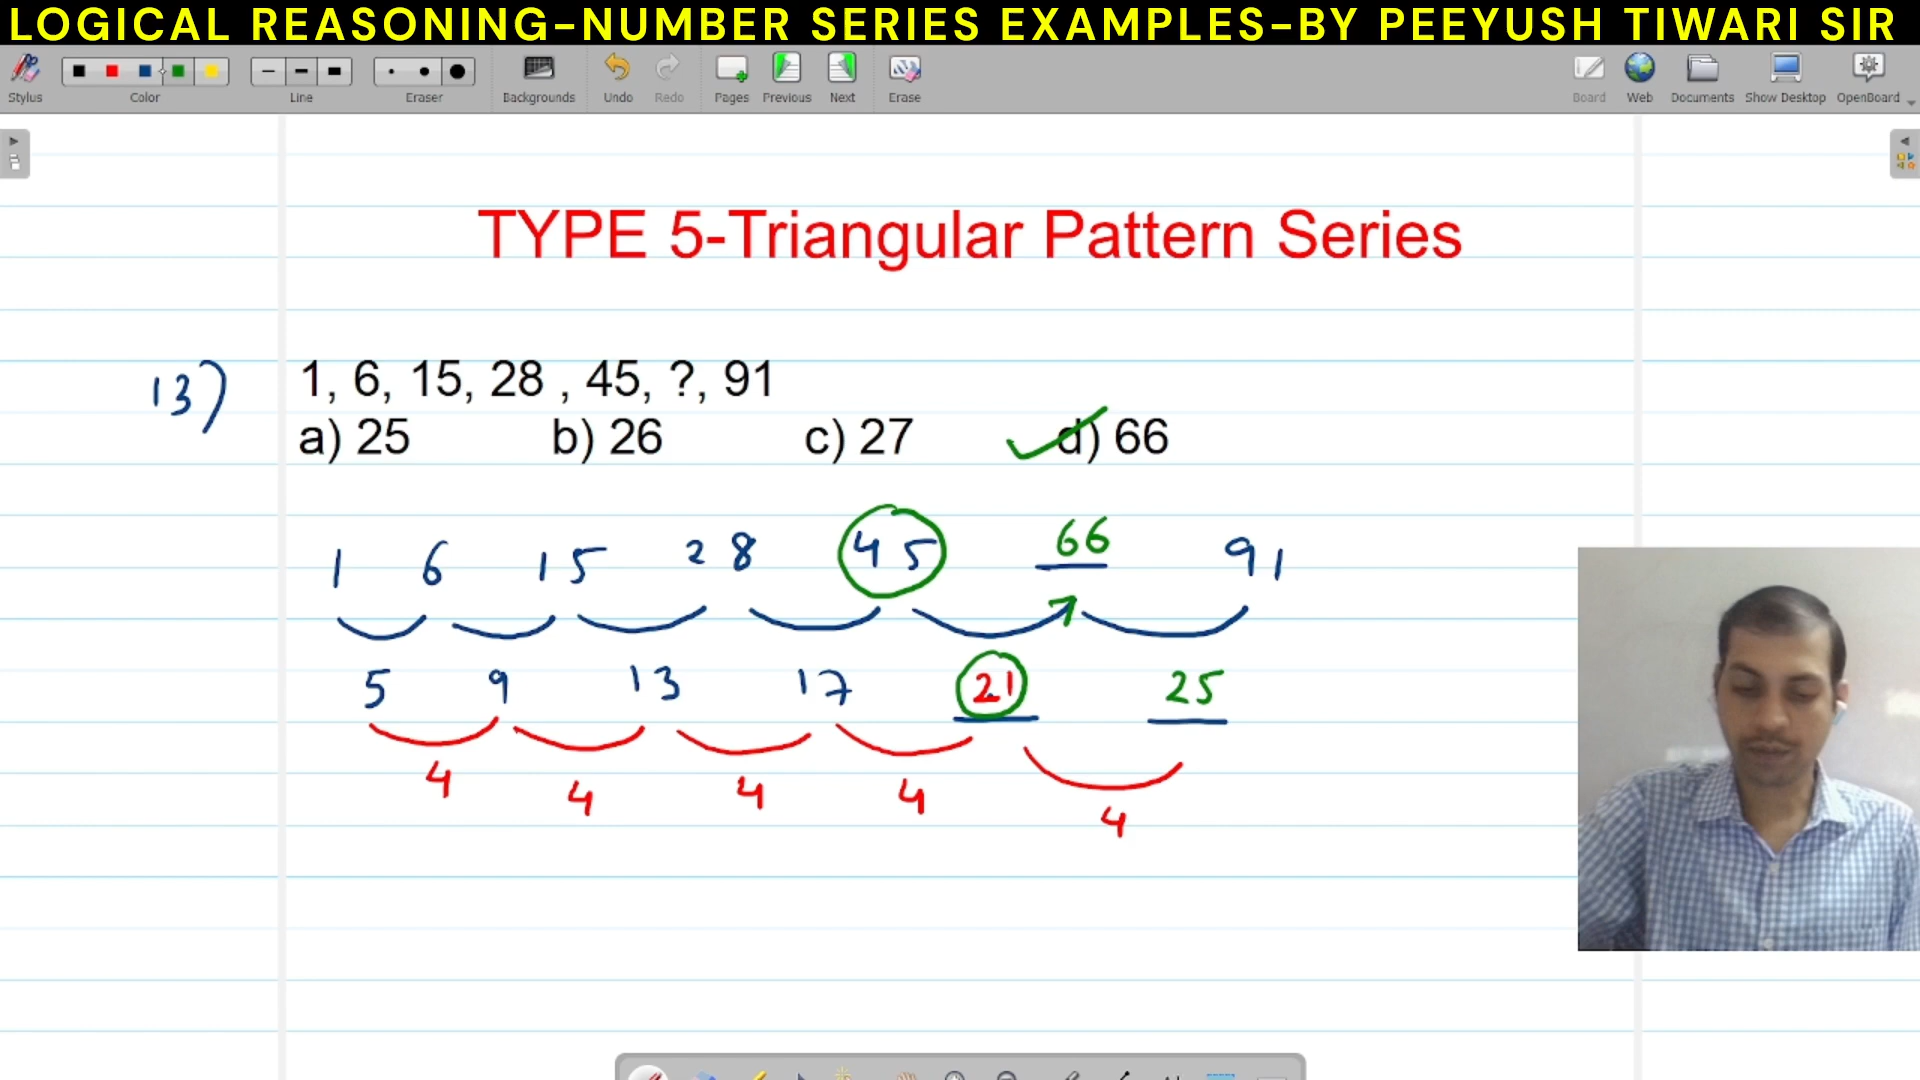 LOGICAL REASONING-NUMBER SERIES EXAMPLES-BY PEEYUSH TIWARI SIR
Stylus Color Line Eraser Backgrounds Undo Redo Pages Previous Next Erase Board Web Documents Show Desktop OpenBoard
TYPE 5-Triangular Pattern Series
13) 1, 6, 15, 28 , 45, ?, 91
a) 25 b) 26 c) 27 d) 66
1 6 15 28 45 66 91
5 9 13 17 21 25
4 4 4 4 4